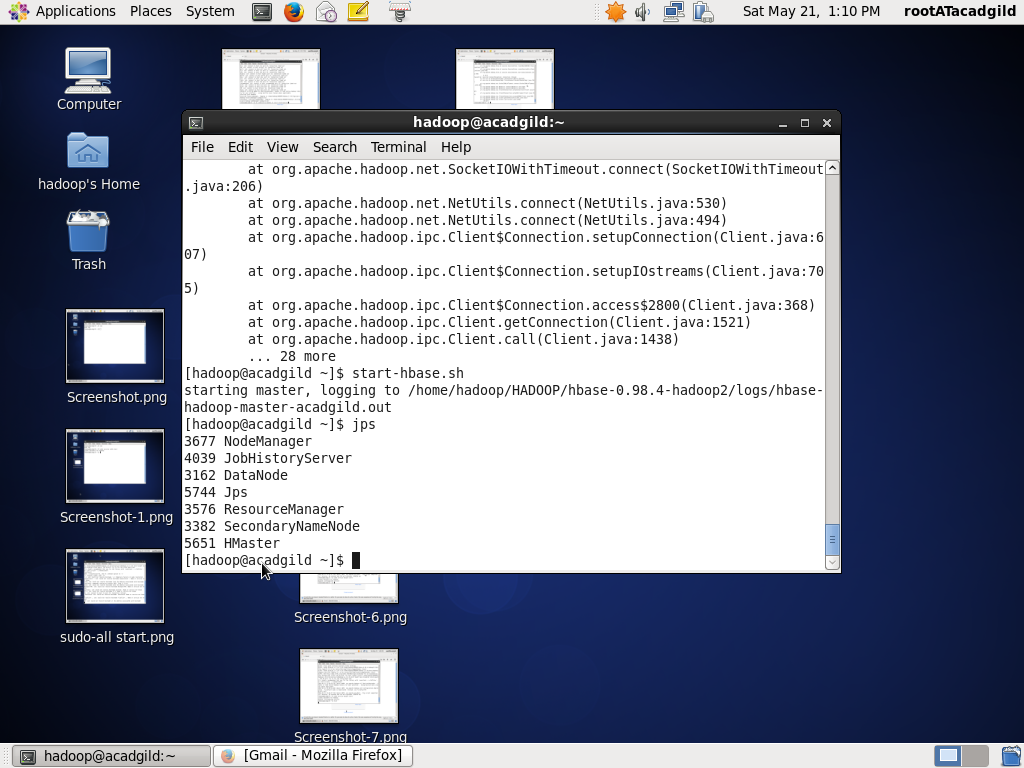 Applications Places System
Sat May 21, 1:10 PM rootATacadgild
Computer
hadoop's Home
Trash
Screenshot.png
Screenshot-1.png
sudo-all start.png
hadoop@acadgild:~
File Edit View Search Terminal Help
at org.apache.hadoop.net.SocketIOWithTimeout.connect(SocketIOWithTimeout
.java:206)
at org.apache.hadoop.net.NetUtils.connect(NetUtils.java:530)
at org.apache.hadoop.net.NetUtils.connect(NetUtils.java:494)
at org.apache.hadoop.ipc.Client$Connection.setupConnection(Client.java:6
07)
at org.apache.hadoop.ipc.Client$Connection.setupIOstreams(Client.java:70
5)
at org.apache.hadoop.ipc.Client$Connection.access$2800(Client.java:368)
at org.apache.hadoop.ipc.Client.getConnection(Client.java:1521)
at org.apache.hadoop.ipc.Client.call(Client.java:1438)
... 28 more
[hadoop@acadgild ~]$ start-hbase.sh
starting master, logging to /home/hadoop/HADOOP/hbase-0.98.4-hadoop2/logs/hbase-
hadoop-master-acadgild.out
[hadoop@acadgild ~]$ jps
3677 NodeManager
4039 JobHistoryServer
3162 DataNode
5744 Jps
3576 ResourceManager
3382 SecondaryNameNode
5651 HMaster
[hadoop@acadgild ~]$
Screenshot-6.png
Screenshot-7.png
hadoop@acadgild:~
[Gmail - Mozilla Firefox]